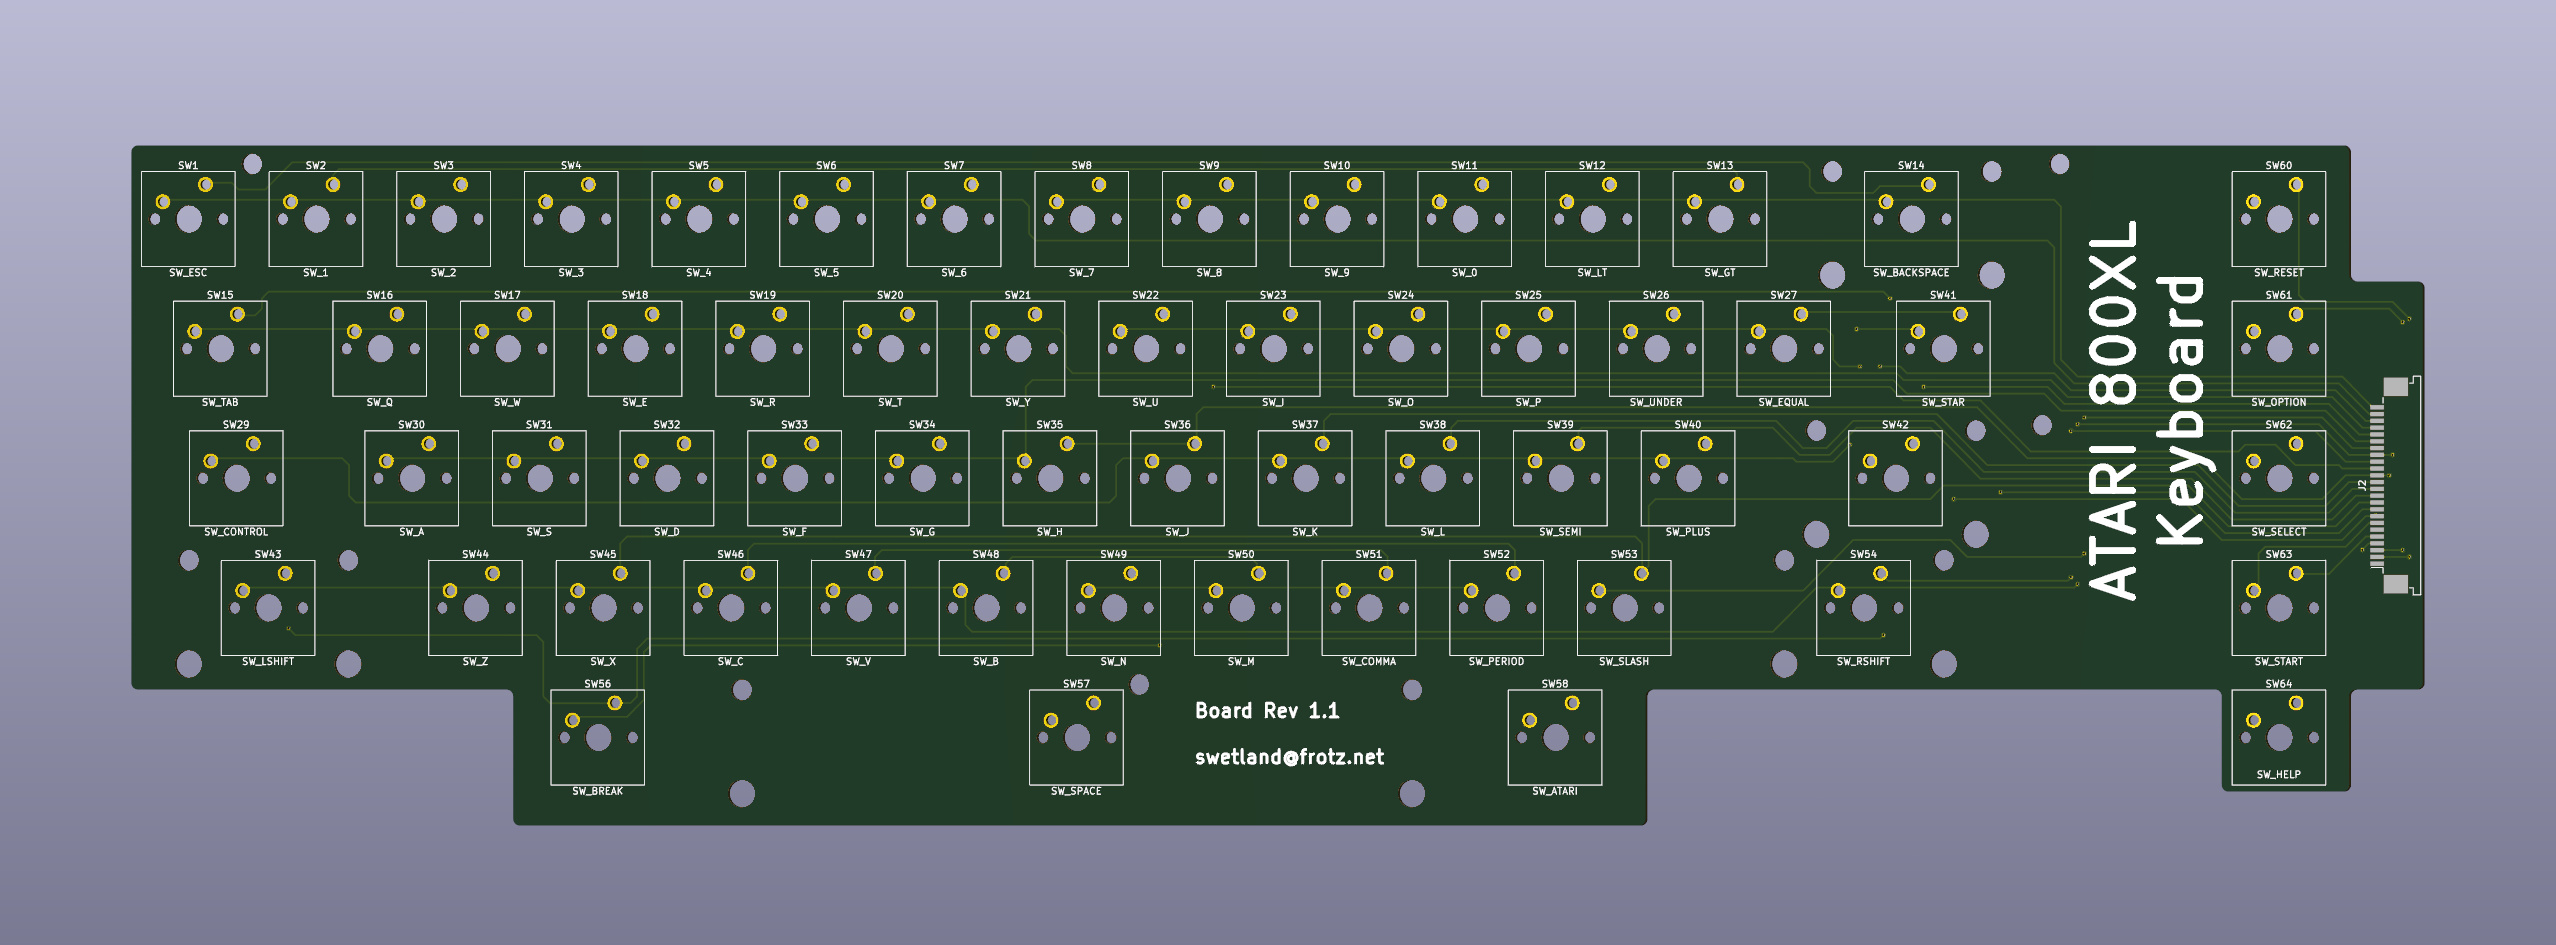 SW1 SW2 SW3 SW4 SW5 SW6 SW7 SW8 SW9 SW10 SW11 SW12 SW13 SW14 SW60
SW_ESC SW_1 SW_2 SW_3 SW_4 SW_5 SW_6 SW_7 SW_8 SW_9 SW_0 SW_LT SW_GT SW_BACKSPACE SW_RESET
SW15 SW16 SW17 SW18 SW19 SW20 SW21 SW22 SW23 SW24 SW25 SW26 SW27 SW41 SW61
SW_TAB SW_Q SW_W SW_E SW_R SW_T SW_Y SW_U SW_I SW_O SW_P SW_UNDER SW_EQUAL SW_STAR SW_OPTION
SW29 SW30 SW31 SW32 SW33 SW34 SW35 SW36 SW37 SW38 SW39 SW40 SW42 SW62
J2
SW_CONTROL SW_A SW_S SW_D SW_F SW_G SW_H SW_J SW_K SW_L SW_SEMI SW_PLUS SW_SELECT
SW43 SW44 SW45 SW46 SW47 SW48 SW49 SW50 SW51 SW52 SW53 SW54 SW63
SW_LSHIFT SW_Z SW_X SW_C SW_V SW_B SW_N SW_M SW_COMMA SW_PERIOD SW_SLASH SW_RSHIFT SW_START
SW56 SW57 SW58 SW64
SW_BREAK SW_SPACE SW_ATARI SW_HELP
ATARI 800XL
Keyboard
Board Rev 1.1
swetland@frotz.net